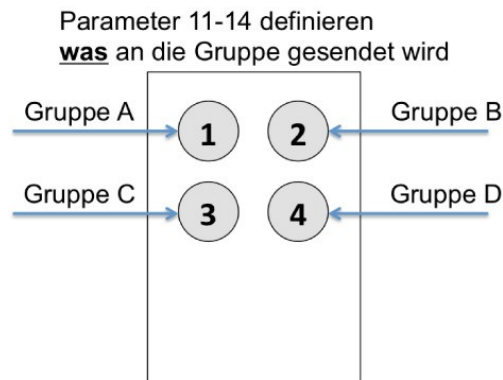 Parameter 11-14 definieren
was an die Gruppe gesendet wird
Gruppe A
1
2
Gruppe B
Gruppe C
3
4
Gruppe D